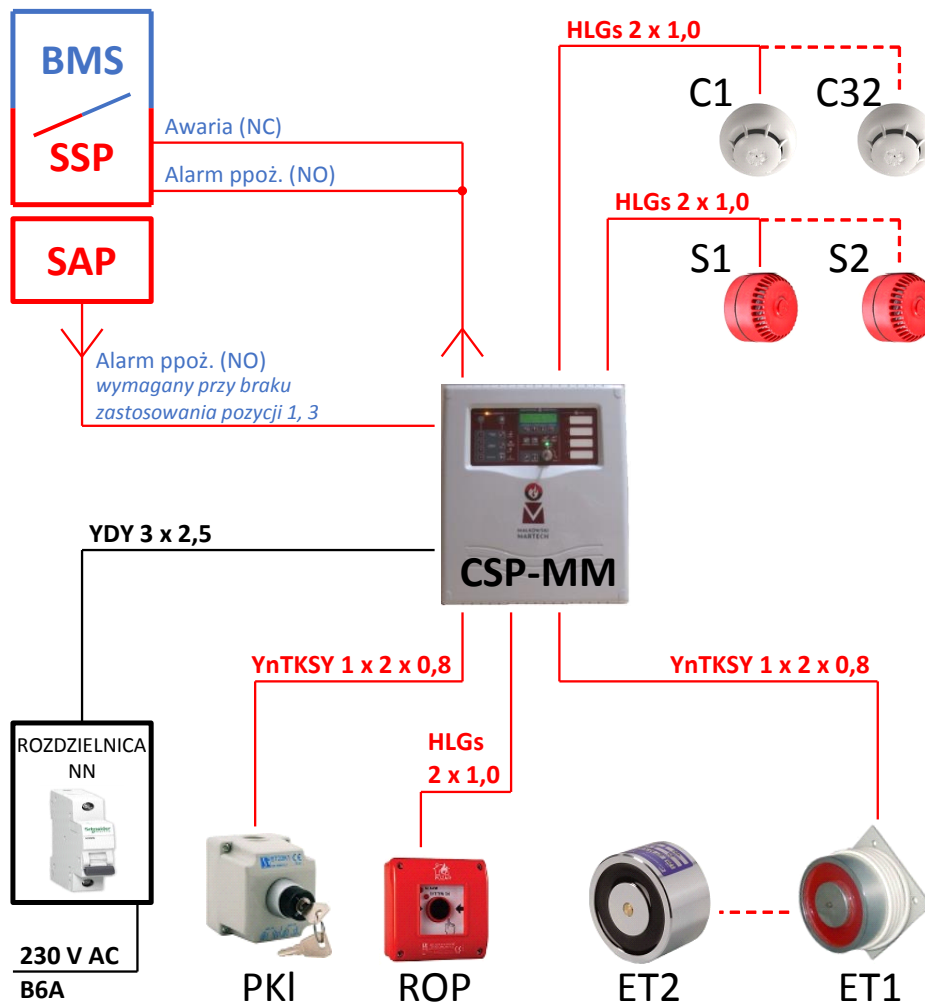 BMS
SSP
Awaria (NC)
Alarm ppoż. (NO)
SAP
Alarm ppoż. (NO)
wymagany przy braku
zastosowania pozycji 1, 3
HLGs 2 x 1,0
C1 C32
HLGs 2 x 1,0
S1 S2
MAŁKOWSKI
MARTECH
CSP-MM
YDY 3 x 2,5
YnTKSY 1 x 2 x 0,8
YnTKSY 1 x 2 x 0,8
HLGs
2 x 1,0
ROZDZIELNICA
NN
Schneider
230 V AC
B6A
PKl ROP ET2 ET1